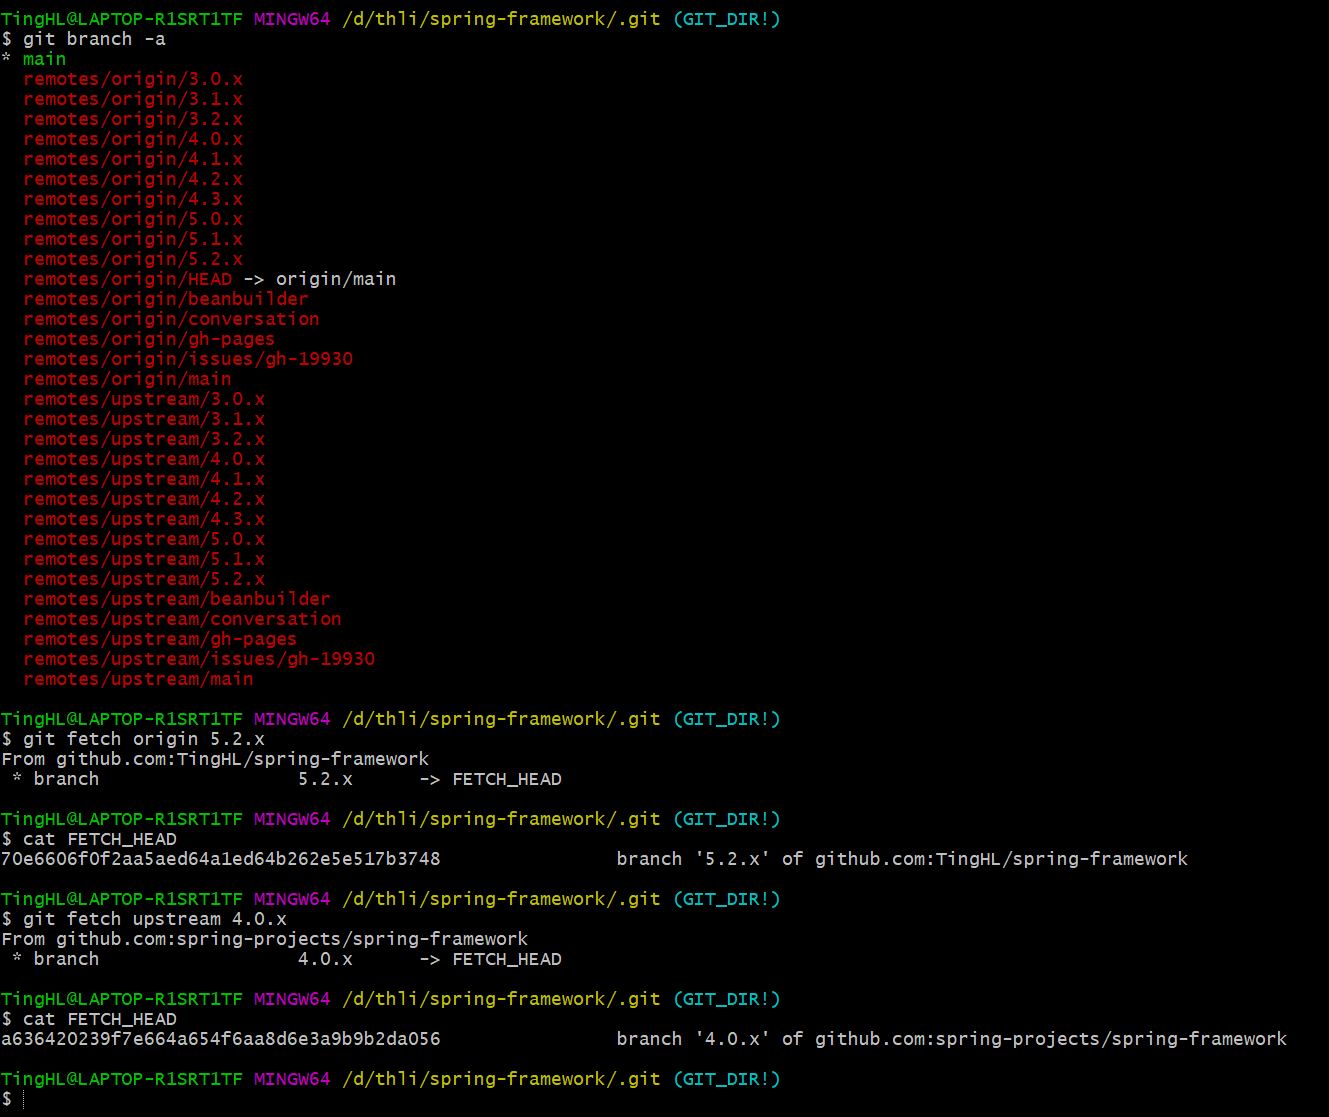 TingHL@LAPTOP-R1SRT1TF MINGW64 /d/thli/spring-framework/.git (GIT_DIR!)
$ git branch -a
* main
  remotes/origin/3.0.x
  remotes/origin/3.1.x
  remotes/origin/3.2.x
  remotes/origin/4.0.x
  remotes/origin/4.1.x
  remotes/origin/4.2.x
  remotes/origin/4.3.x
  remotes/origin/5.0.x
  remotes/origin/5.1.x
  remotes/origin/5.2.x
  remotes/origin/HEAD -> origin/main
  remotes/origin/beanbuilder
  remotes/origin/conversation
  remotes/origin/gh-pages
  remotes/origin/issues/gh-19930
  remotes/origin/main
  remotes/upstream/3.0.x
  remotes/upstream/3.1.x
  remotes/upstream/3.2.x
  remotes/upstream/4.0.x
  remotes/upstream/4.1.x
  remotes/upstream/4.2.x
  remotes/upstream/4.3.x
  remotes/upstream/5.0.x
  remotes/upstream/5.1.x
  remotes/upstream/5.2.x
  remotes/upstream/beanbuilder
  remotes/upstream/conversation
  remotes/upstream/gh-pages
  remotes/upstream/issues/gh-19930
  remotes/upstream/main
TingHL@LAPTOP-R1SRT1TF MINGW64 /d/thli/spring-framework/.git (GIT_DIR!)
$ git fetch origin 5.2.x
From github.com:TingHL/spring-framework
 * branch                  5.2.x      -> FETCH_HEAD
TingHL@LAPTOP-R1SRT1TF MINGW64 /d/thli/spring-framework/.git (GIT_DIR!)
$ cat FETCH_HEAD
70e6606f0f2aa5aed64a1ed64b262e5e517b3748                branch '5.2.x' of github.com:TingHL/spring-framework
TingHL@LAPTOP-R1SRT1TF MINGW64 /d/thli/spring-framework/.git (GIT_DIR!)
$ git fetch upstream 4.0.x
From github.com:spring-projects/spring-framework
 * branch                  4.0.x      -> FETCH_HEAD
TingHL@LAPTOP-R1SRT1TF MINGW64 /d/thli/spring-framework/.git (GIT_DIR!)
$ cat FETCH_HEAD
a636420239f7e664a654f6aa8d6e3a9b9b2da056                branch '4.0.x' of github.com:spring-projects/spring-framework
TingHL@LAPTOP-R1SRT1TF MINGW64 /d/thli/spring-framework/.git (GIT_DIR!)
$